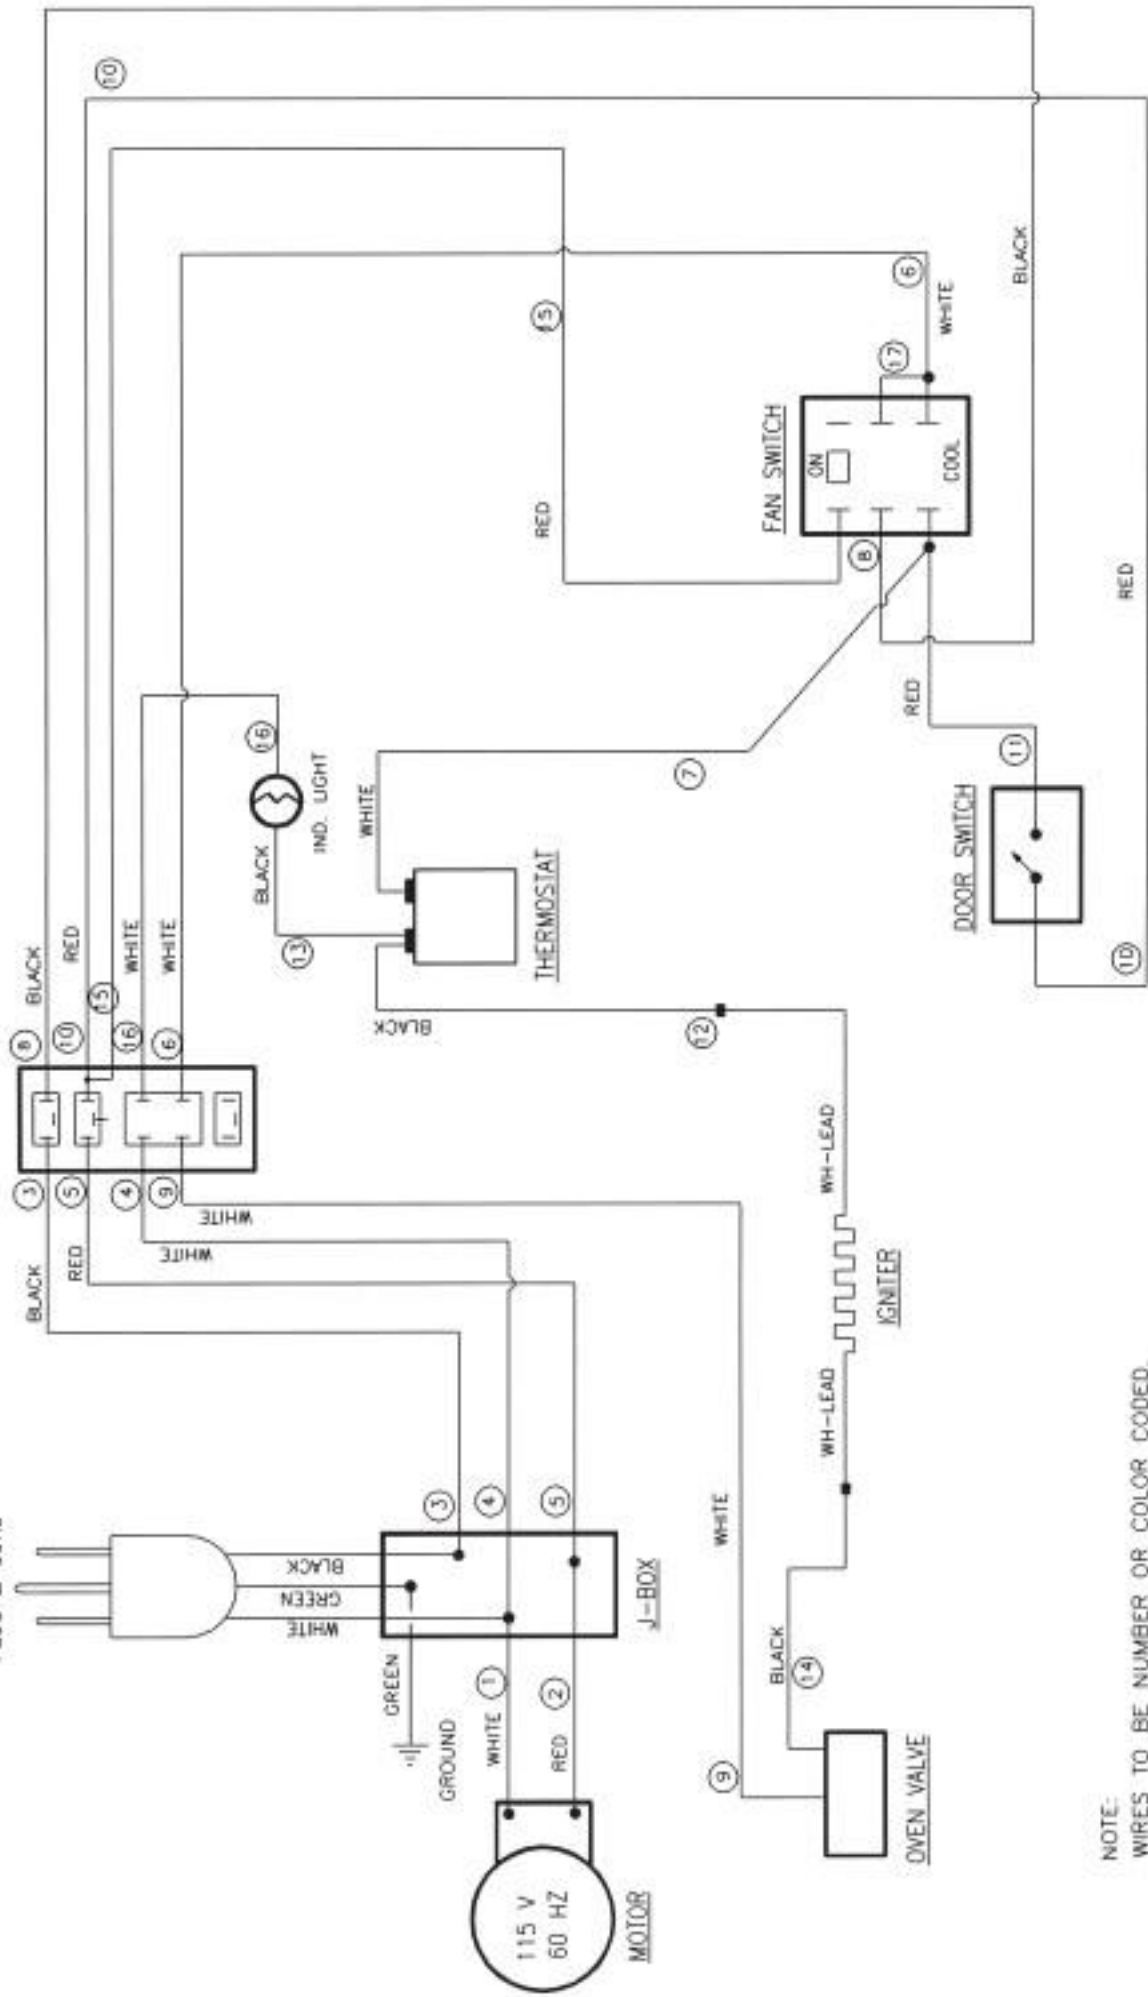 3
BLACK
5
RED
4
WHITE
9
WHITE
8
BLACK
10
RED
15
16
WHITE
6
WHITE
10
BLACK
GREEN
WHITE
GREEN
GROUND
115 V
60 HZ
MOTOR
WHITE
1
RED
2
3
4
5
J-BOX
13
BLACK
16
IND. LIGHT
WHITE
BLACK
THERMOSTAT
7
12
RED
15
9
WHITE
BLACK
14
OVEN VALVE
WH-LEAD
WH-LEAD
IGNITER
FAN SWITCH
ON
COOL
8
17
6
WHITE
RED
11
DOOR SWITCH
10
BLACK
RED
NOTE:
WIRES TO BE NUMBER OR COLOR CODED.